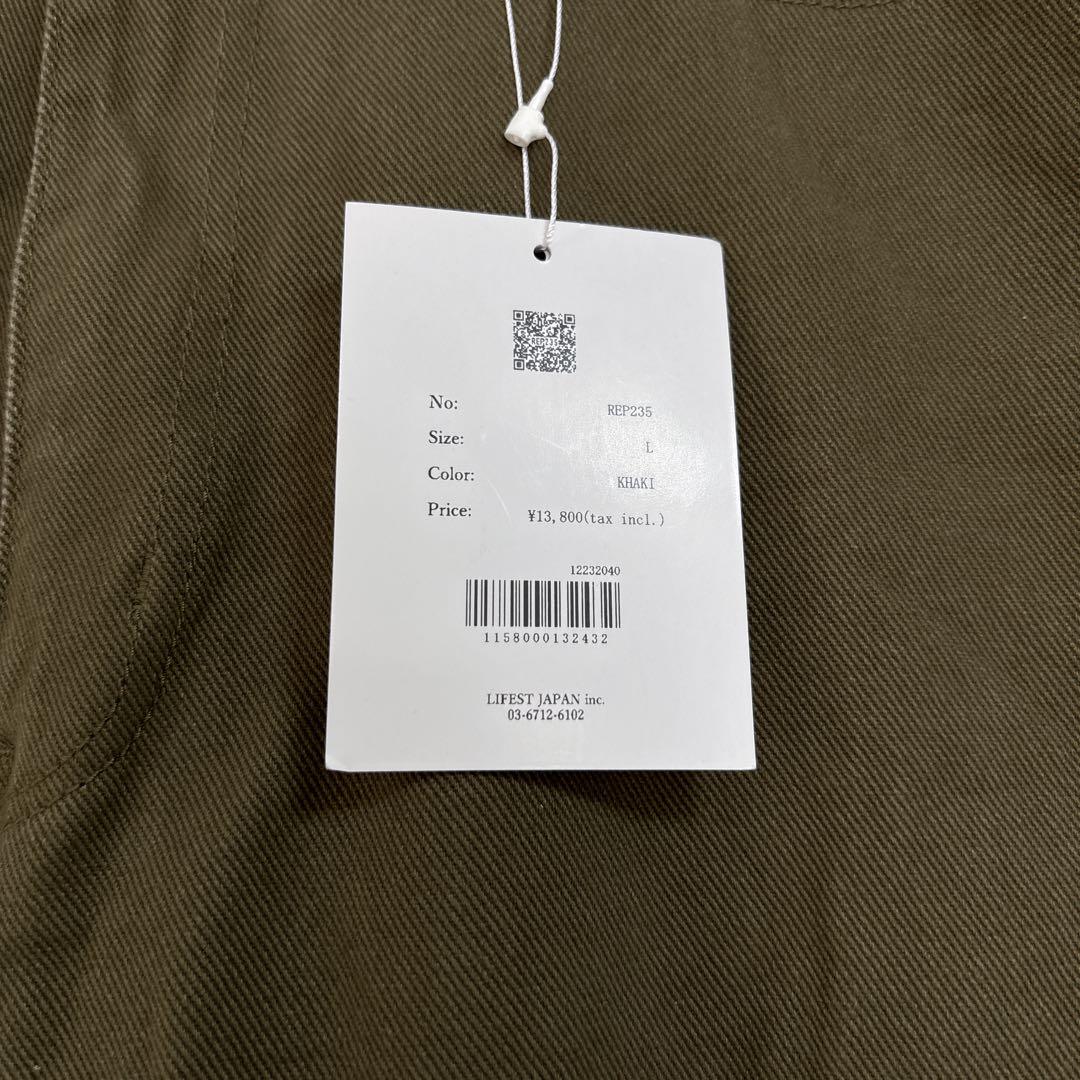 REP235
No: REP235
Size: L
Color: KHAKI
Price: ¥13,800(tax incl.)
12232040
1158000132432
LIFEST JAPAN inc.
03-6712-6102